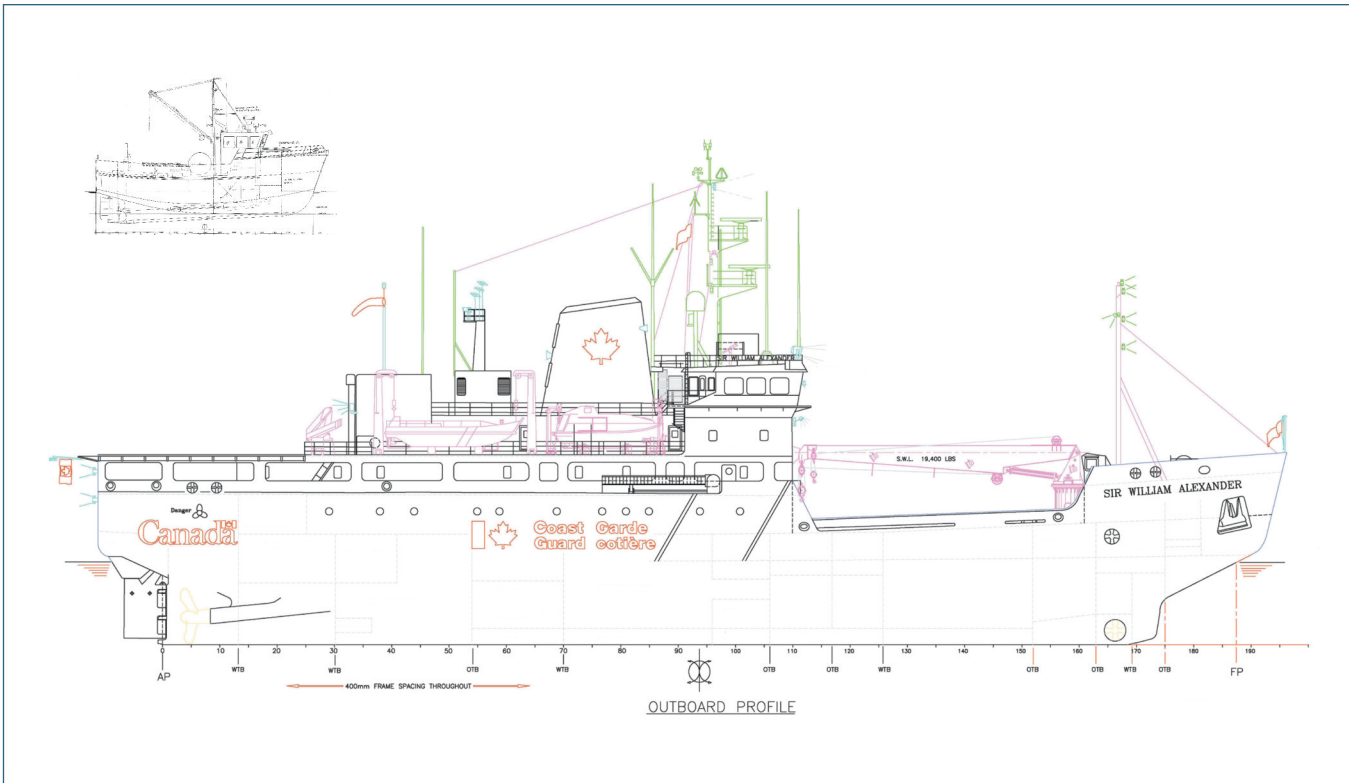 SIR WILLIAM ALEXANDER
S.W.L. 19,400 LBS
SIR WILLIAM ALEXANDER
Danger
Canada
Coast Garde
Guard cotière
0 10 20 30 40 50 60 70 80 90 100 110 120 130 140 150 160 170 180 190
WTB WTB OTB WTB OTB OTB WTB OTB OTB WTB OTB
AP FP
400mm FRAME SPACING THROUGHOUT
OUTBOARD PROFILE